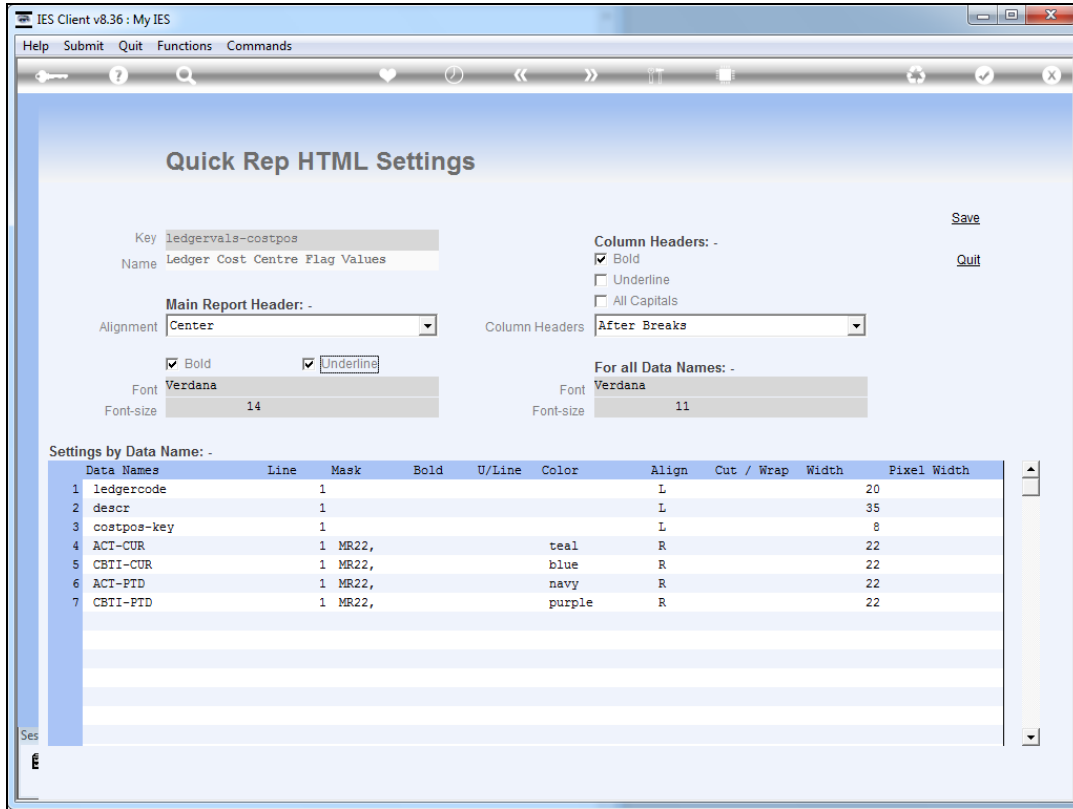 IES Client v8.36 : My IES
Help Submit Quit Functions Commands
Quick Rep HTML Settings
Save
Key ledgervals-costpos
Column Headers: -
Name Ledger Cost Centre Flag Values
Bold
Quit
Underline
Main Report Header: -
All Capitals
Alignment Center
Column Headers After Breaks
Bold Underline
For all Data Names: -
Font Verdana
Font Verdana
Font-size 14
Font-size 11
Settings by Data Name: -
Data Names Line Mask Bold U/Line Color Align Cut / Wrap Width Pixel Width
1 ledgercode 1 L 20
2 descr 1 L 35
3 costpos-key 1 L 8
4 ACT-CUR 1 MR22, teal R 22
5 CBTI-CUR 1 MR22, blue R 22
6 ACT-PTD 1 MR22, navy R 22
7 CBTI-PTD 1 MR22, purple R 22
Ses